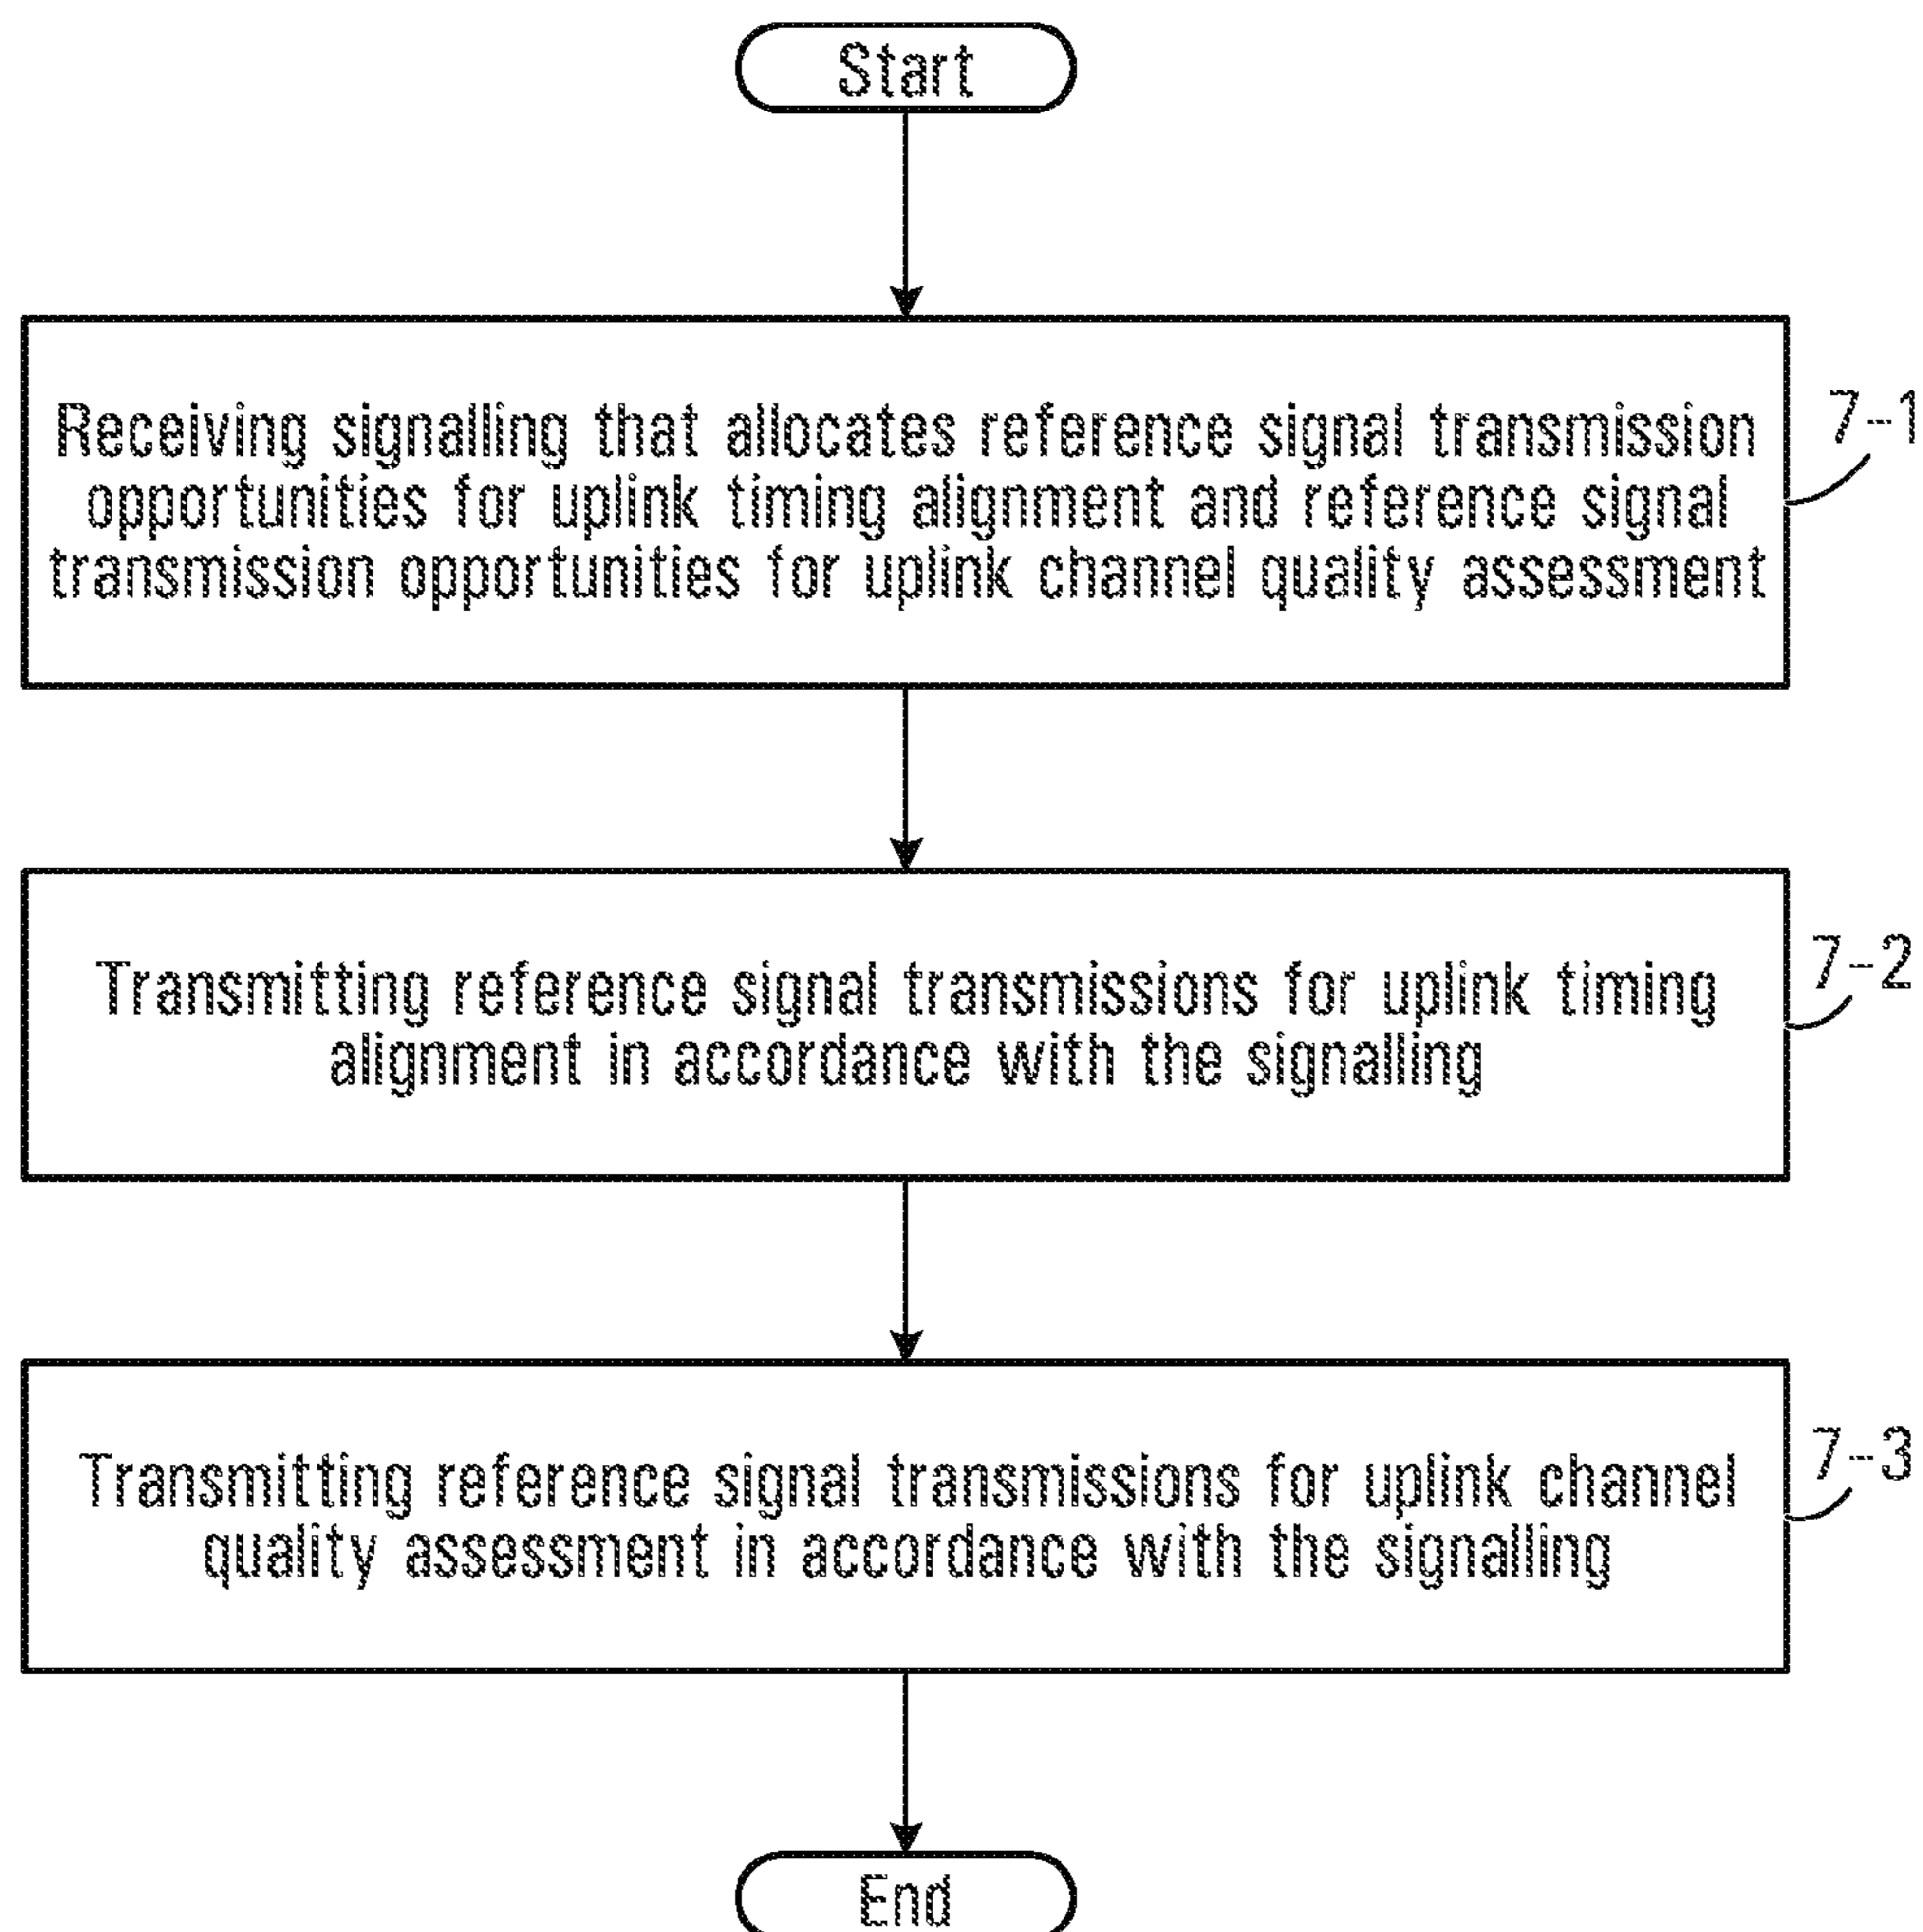 Start
Receiving signalling that allocates reference signal transmission
opportunities for uplink timing alignment and reference signal
transmission opportunities for uplink channel quality assessment
7-1
Transmitting reference signal transmissions for uplink timing
alignment in accordance with the signalling
7-2
Transmitting reference signal transmissions for uplink channel
quality assessment in accordance with the signalling
7-3
End